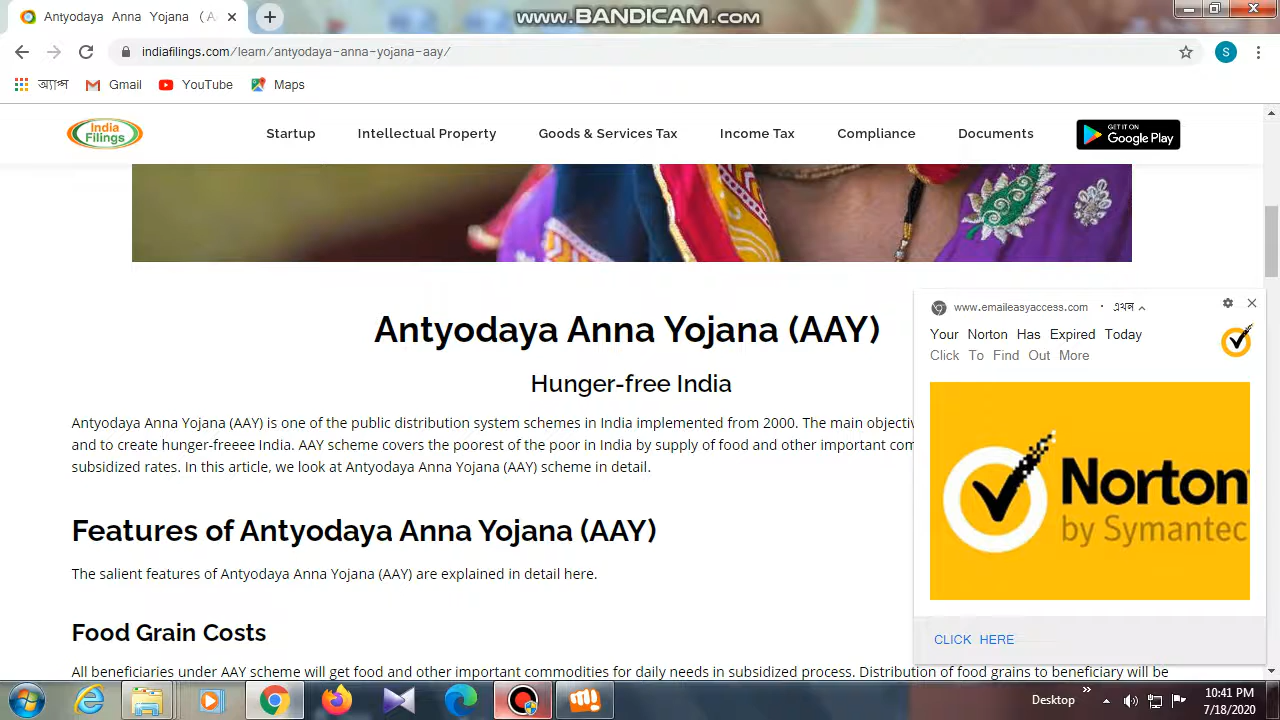 Antyodaya Anna Yojana (A
www.BANDICAM.com
indiafilings.com/learn/antyodaya-anna-yojana-aay/
S
অ্যাপ্স
Gmail
YouTube
Maps
India
Filings
Startup
Intellectual Property
Goods & Services Tax
Income Tax
Compliance
Documents
GET IT ON
Google Play
Antyodaya Anna Yojana (AAY)
Hunger-free India
Antyodaya Anna Yojana (AAY) is one of the public distribution system schemes in India implemented from 2000. The main objectiv
and to create hunger-freeee India. AAY scheme covers the poorest of the poor in India by supply of food and other important com
subsidized rates. In this article, we look at Antyodaya Anna Yojana (AAY) scheme in detail.
Features of Antyodaya Anna Yojana (AAY)
The salient features of Antyodaya Anna Yojana (AAY) are explained in detail here.
Food Grain Costs
All beneficiaries under AAY scheme will get food and other important commodities for daily needs in subsidized process. Distribution of food grains to beneficiary will be
www.emaileasyaccess.com · এখন
Your Norton Has Expired Today
Click To Find Out More
Norton
by Symantec
CLICK HERE
Desktop
10:41 PM
7/18/2020